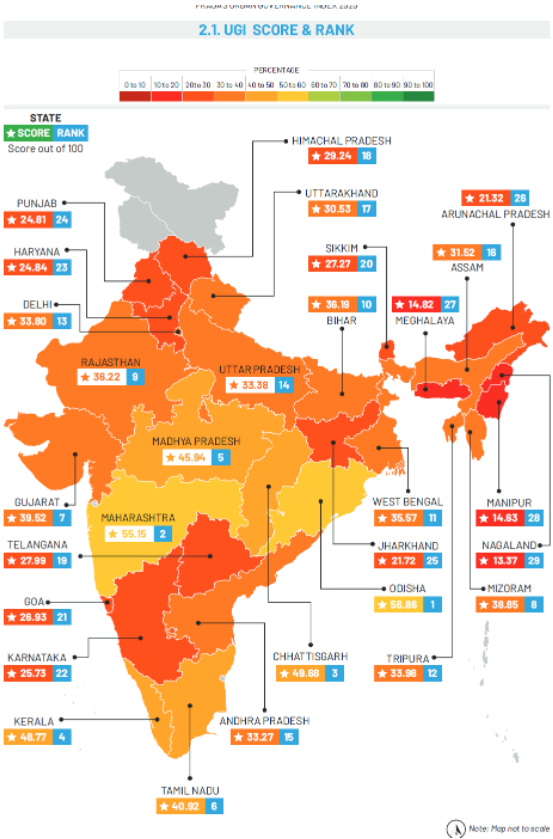 PRAJA'S URBAN GOVERNANCE INDEX 2020
2.1. UGI SCORE & RANK
PERCENTAGE
0 to 10 10 to 20 20 to 30 30 to 40 40 to 50 50 to 60 60 to 70 70 to 80 80 to 90 90 to 100
STATE
★ SCORE RANK
Score out of 100
HIMACHAL PRADESH
★ 29.24 18
PUNJAB
★ 24.81 24
UTTARAKHAND
★ 30.53 17
★ 21.32 26
ARUNACHAL PRADESH
HARYANA
★ 24.84 23
SIKKIM
★ 27.27 20
★ 31.52 16
ASSAM
DELHI
★ 33.80 13
★ 36.19 10
BIHAR
★ 14.82 27
MEGHALAYA
RAJASTHAN
★ 36.22 9
UTTAR PRADESH
★ 33.38 14
MADHYA PRADESH
★ 45.94 5
GUJARAT
★ 39.52 7
MAHARASHTRA
★ 55.15 2
WEST BENGAL
★ 35.57 11
MANIPUR
★ 14.63 28
TELANGANA
★ 27.99 19
JHARKHAND
★ 21.72 25
NAGALAND
★ 13.37 29
GOA
★ 26.93 21
ODISHA
★ 56.86 1
MIZORAM
★ 38.85 8
KARNATAKA
★ 25.73 22
CHHATTISGARH
★ 49.68 3
TRIPURA
★ 33.98 12
KERALA
★ 48.77 4
ANDHRA PRADESH
★ 33.27 15
TAMIL NADU
★ 40.92 6
Note: Map not to scale